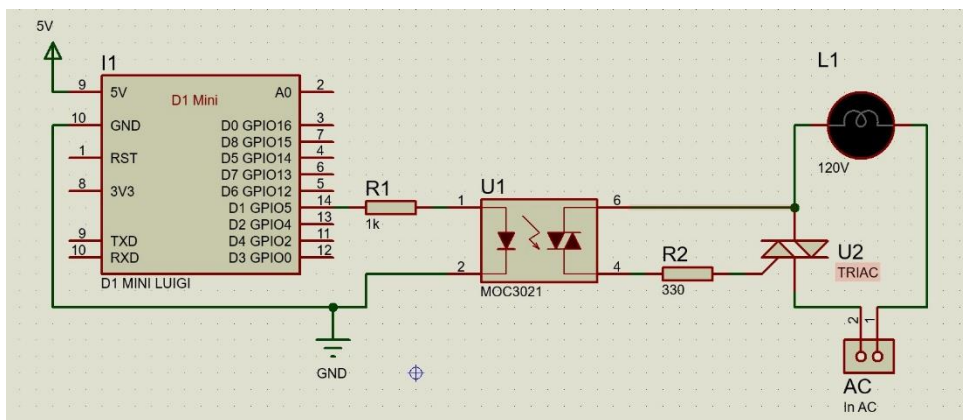 5V
I1
D1 Mini
9 5V
A0 2
10 GND
D0 GPIO16 3
D8 GPIO15 7
1 RST
D5 GPIO14 4
D7 GPIO13 6
8 3V3
D6 GPIO12 5
D1 GPIO5 14
D2 GPIO4 13
9 TXD
D4 GPIO2 11
10 RXD
D3 GPIO0 12
D1 MINI LUIGI
R1
1k
U1
1
6
2
4
MOC3021
R2
330
L1
120V
U2
TRIAC
2
1
AC
In AC
GND